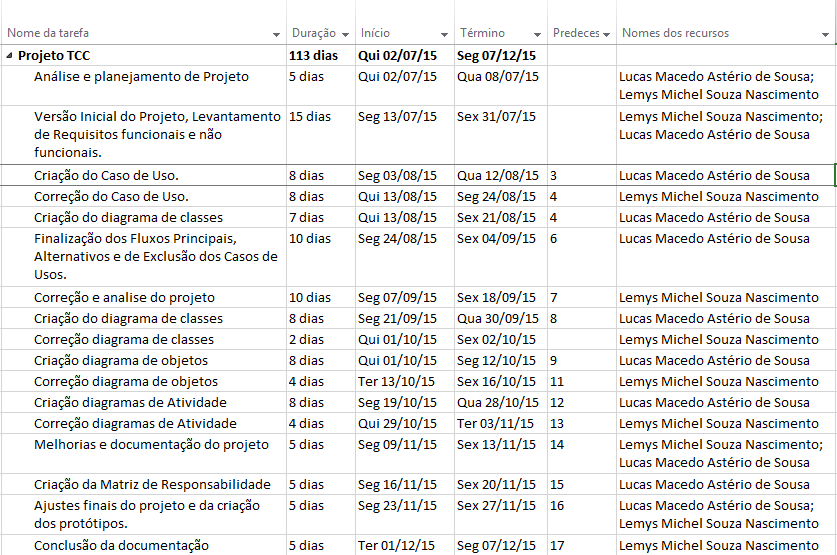 Nome da tarefa Duração Início Término Predeces Nomes dos recursos
Projeto TCC 113 dias Qui 02/07/15 Seg 07/12/15
Análise e planejamento de Projeto 5 dias Qui 02/07/15 Qua 08/07/15 Lucas Macedo Astério de Sousa;
Lemys Michel Souza Nascimento
Versão Inicial do Projeto, Levantamento 15 dias Seg 13/07/15 Sex 31/07/15 Lemys Michel Souza Nascimento;
de Requisitos funcionais e não Lucas Macedo Astério de Sousa
funcionais.
Criação do Caso de Uso. 8 dias Seg 03/08/15 Qua 12/08/15 3 Lucas Macedo Astério de Sousa
Correção do Caso de Uso. 8 dias Qui 13/08/15 Seg 24/08/15 4 Lemys Michel Souza Nascimento
Criação do diagrama de classes 7 dias Qui 13/08/15 Sex 21/08/15 4 Lucas Macedo Astério de Sousa
Finalização dos Fluxos Principais, 10 dias Seg 24/08/15 Sex 04/09/15 6 Lucas Macedo Astério de Sousa
Alternativos e de Exclusão dos Casos de
Usos.
Correção e analise do projeto 10 dias Seg 07/09/15 Sex 18/09/15 7 Lemys Michel Souza Nascimento
Criação do diagrama de classes 8 dias Seg 21/09/15 Qua 30/09/15 8 Lucas Macedo Astério de Sousa
Correção diagrama de classes 2 dias Qui 01/10/15 Sex 02/10/15 Lemys Michel Souza Nascimento
Criação diagrama de objetos 8 dias Qui 01/10/15 Seg 12/10/15 9 Lucas Macedo Astério de Sousa
Correção diagrama de objetos 4 dias Ter 13/10/15 Sex 16/10/15 11 Lemys Michel Souza Nascimento
Criação diagramas de Atividade 8 dias Seg 19/10/15 Qua 28/10/15 12 Lucas Macedo Astério de Sousa
Correção diagramas de Atividade 4 dias Qui 29/10/15 Ter 03/11/15 13 Lemys Michel Souza Nascimento
Melhorias e documentação do projeto 5 dias Seg 09/11/15 Sex 13/11/15 14 Lemys Michel Souza Nascimento;
Lucas Macedo Astério de Sousa
Criação da Matriz de Responsabilidade 5 dias Seg 16/11/15 Sex 20/11/15 15 Lucas Macedo Astério de Sousa
Ajustes finais do projeto e da criação 5 dias Seg 23/11/15 Sex 27/11/15 16 Lucas Macedo Astério de Sousa;
dos protótipos. Lemys Michel Souza Nascimento
Conclusão da documentação 5 dias Ter 01/12/15 Seg 07/12/15 17 Lemys Michel Souza Nascimento